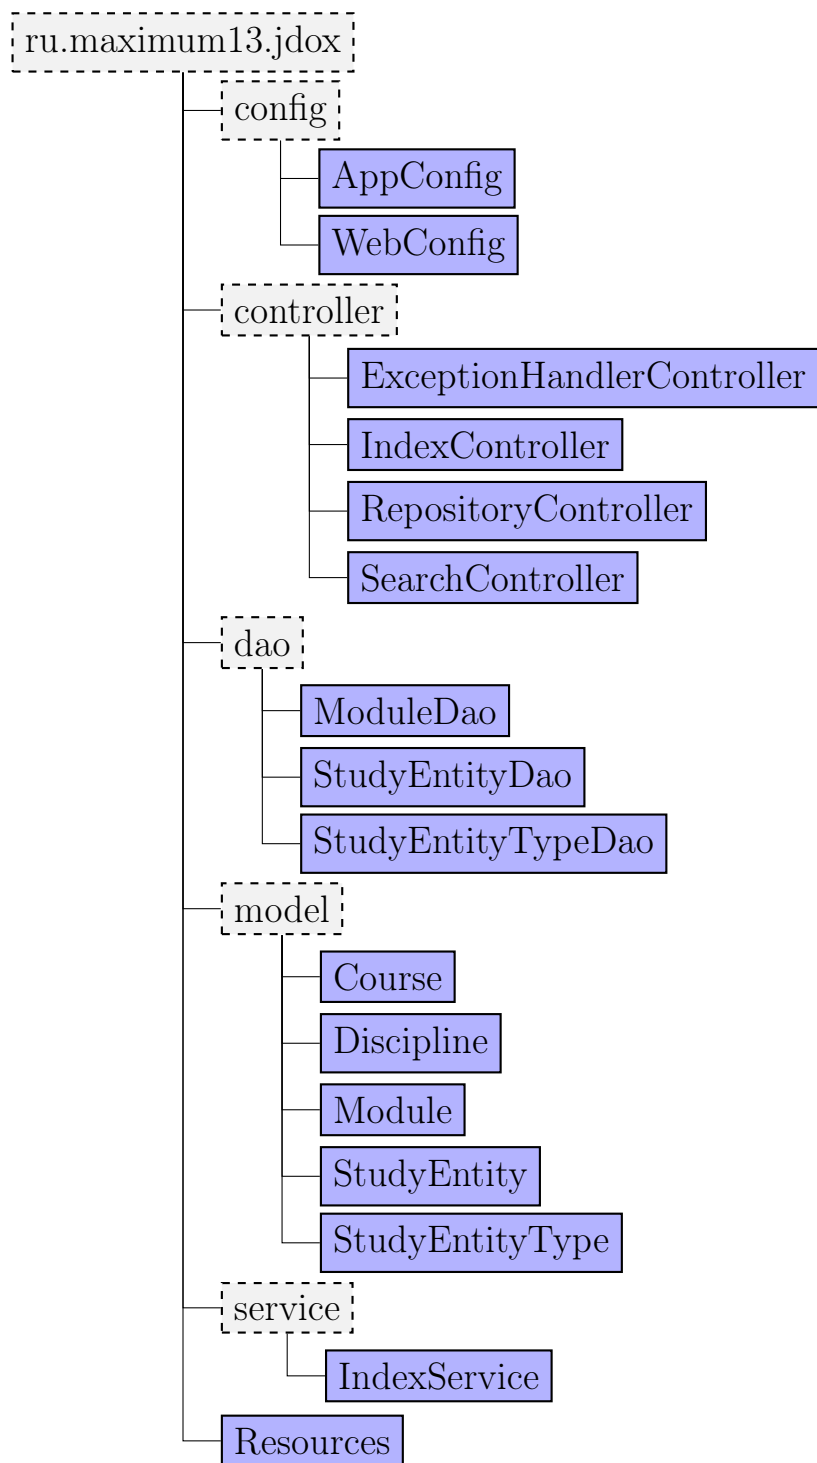 ru.maximum13.jdox
config
AppConfig
WebConfig
controller
ExceptionHandlerController
IndexController
RepositoryController
SearchController
dao
ModuleDao
StudyEntityDao
StudyEntityTypeDao
model
Course
Discipline
Module
StudyEntity
StudyEntityType
service
IndexService
Resources